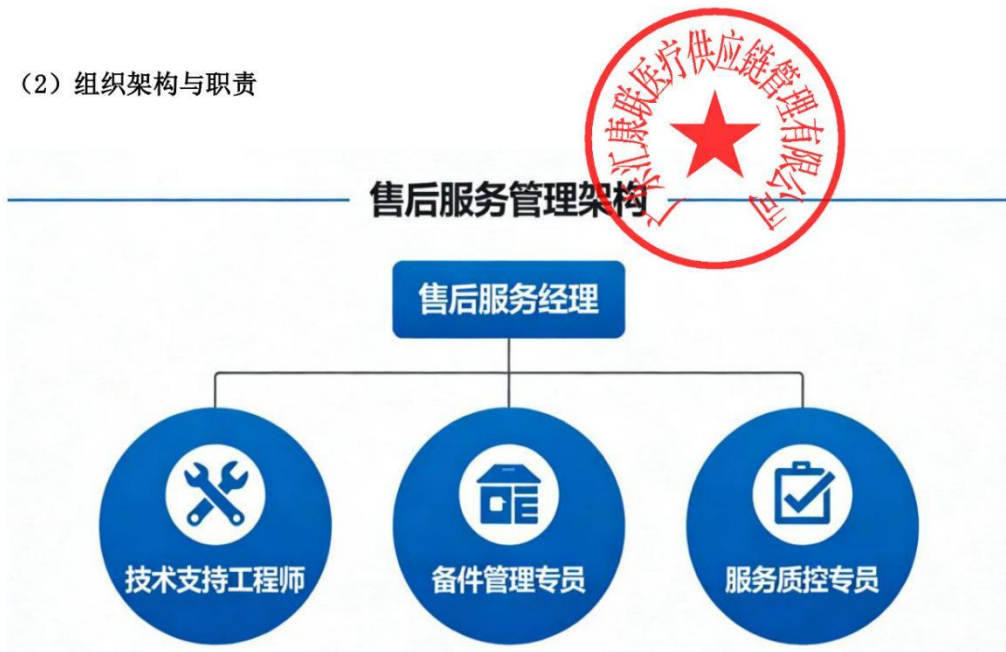 （2）组织架构与职责
广东汇康联医疗供应链管理有限公司
售后服务管理架构
售后服务经理
技术支持工程师
备件管理专员
服务质控专员